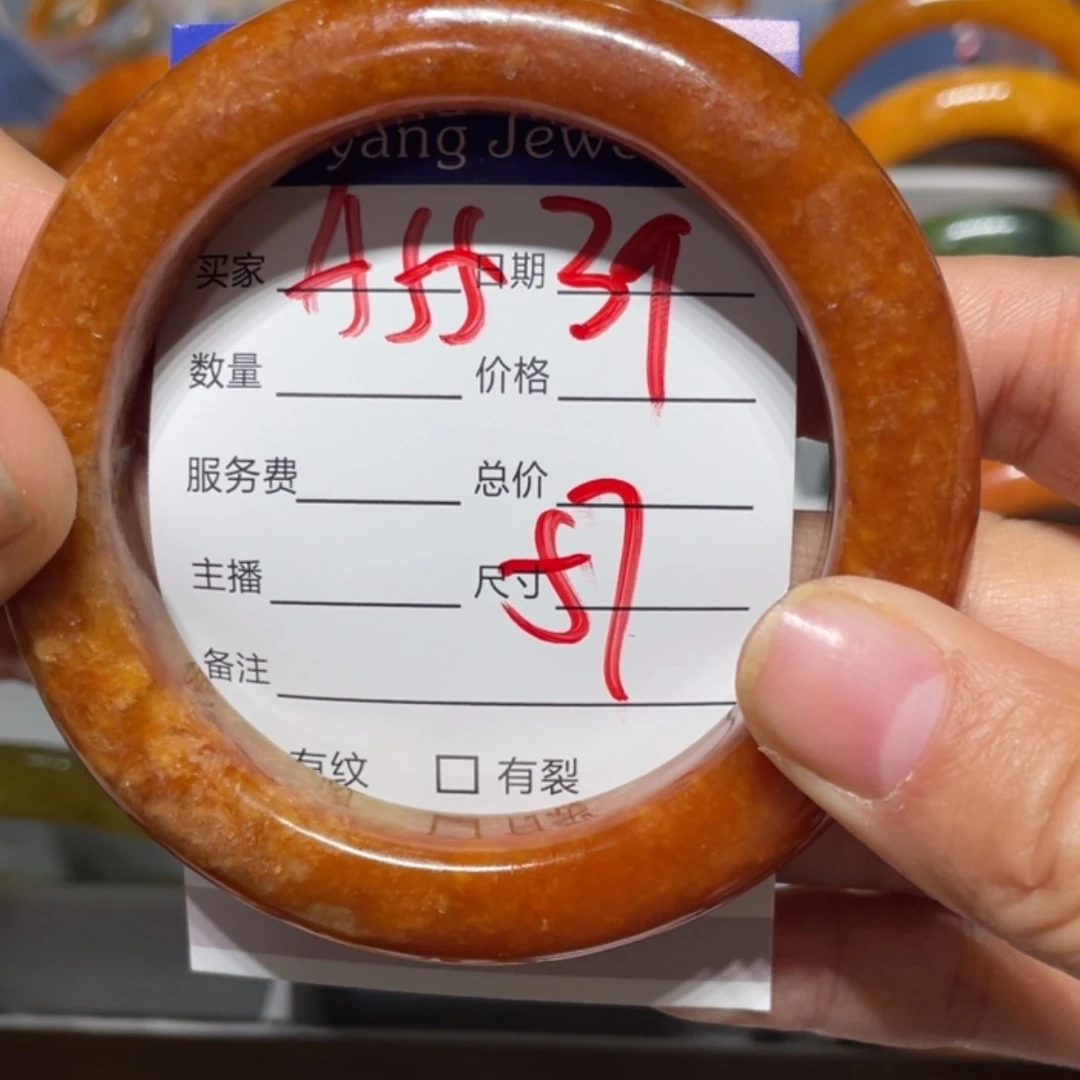 yang Jewe
买家 A55 日期 39
数量 价格
服务费 总价
主播 尺寸 57
备注
有纹 □ 有裂